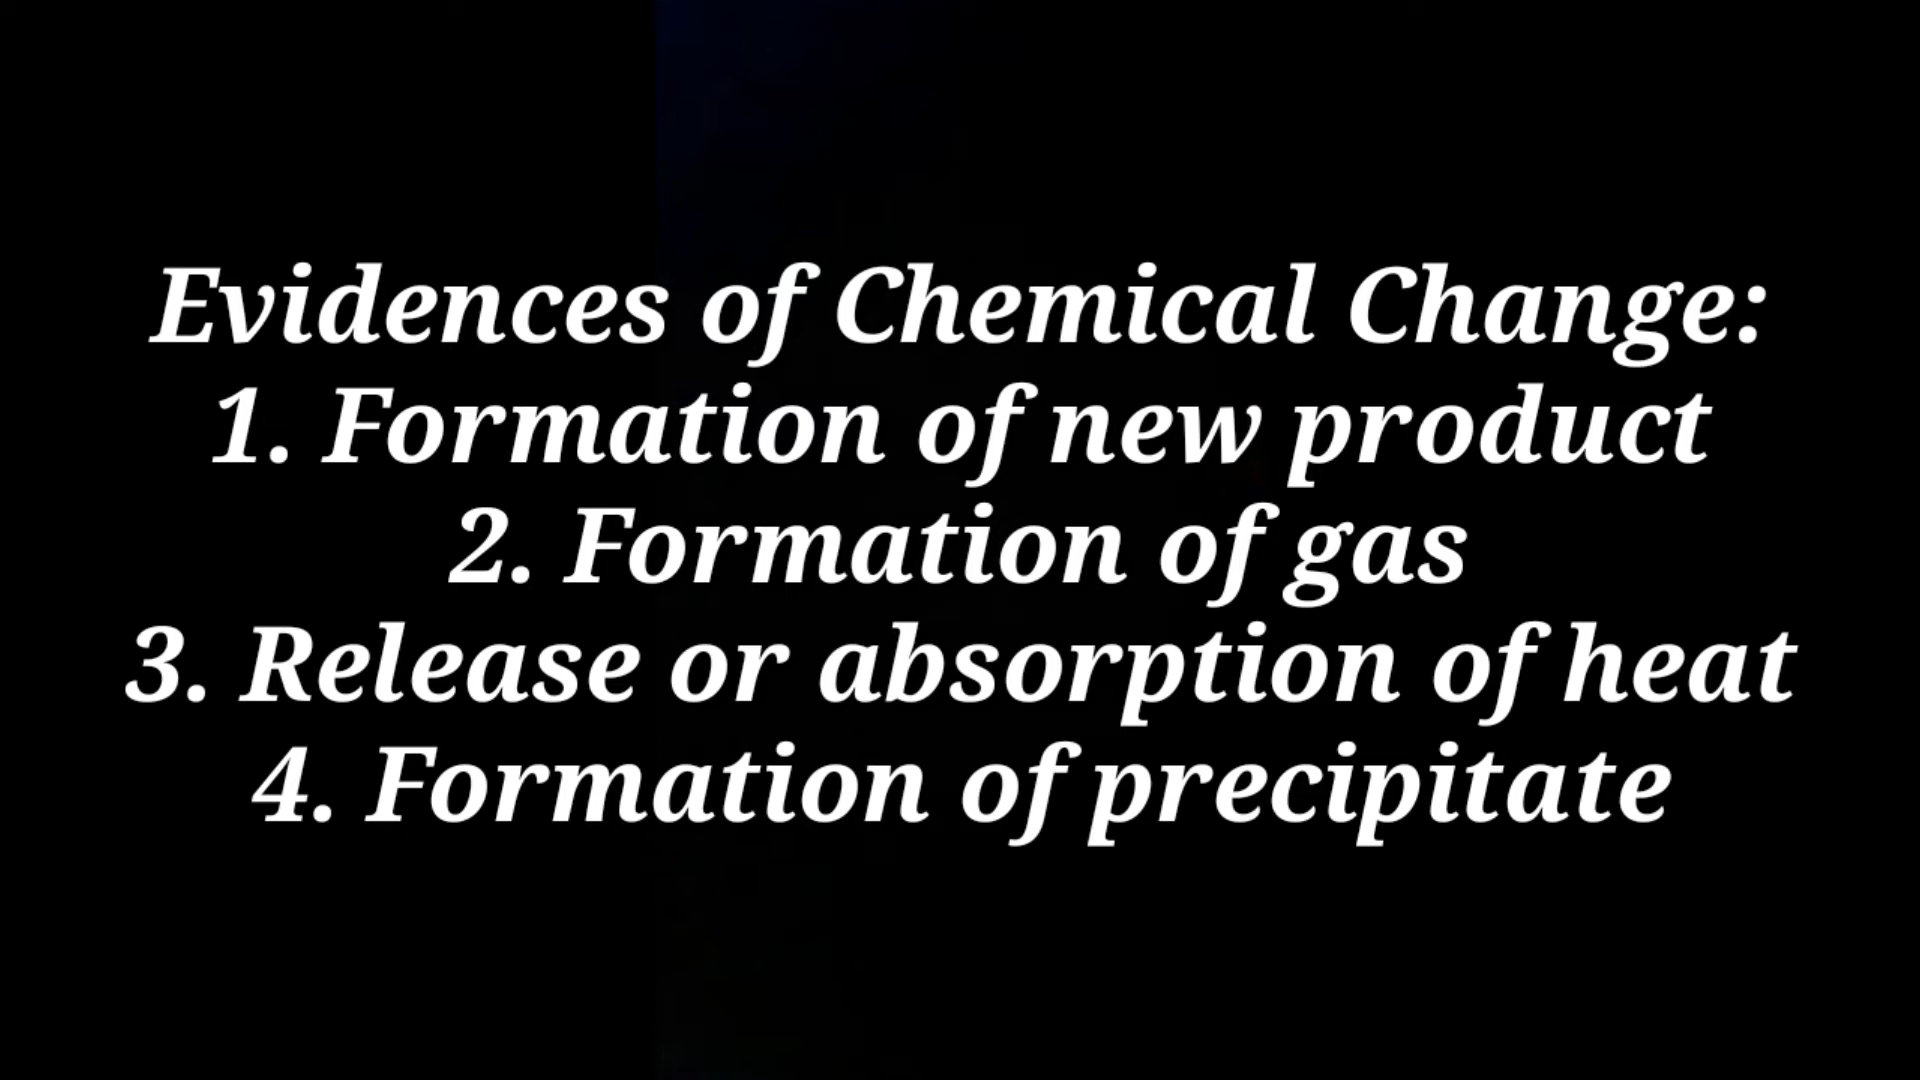 Evidences of Chemical Change:
1. Formation of new product
2. Formation of gas
3. Release or absorption of heat
4. Formation of precipitate